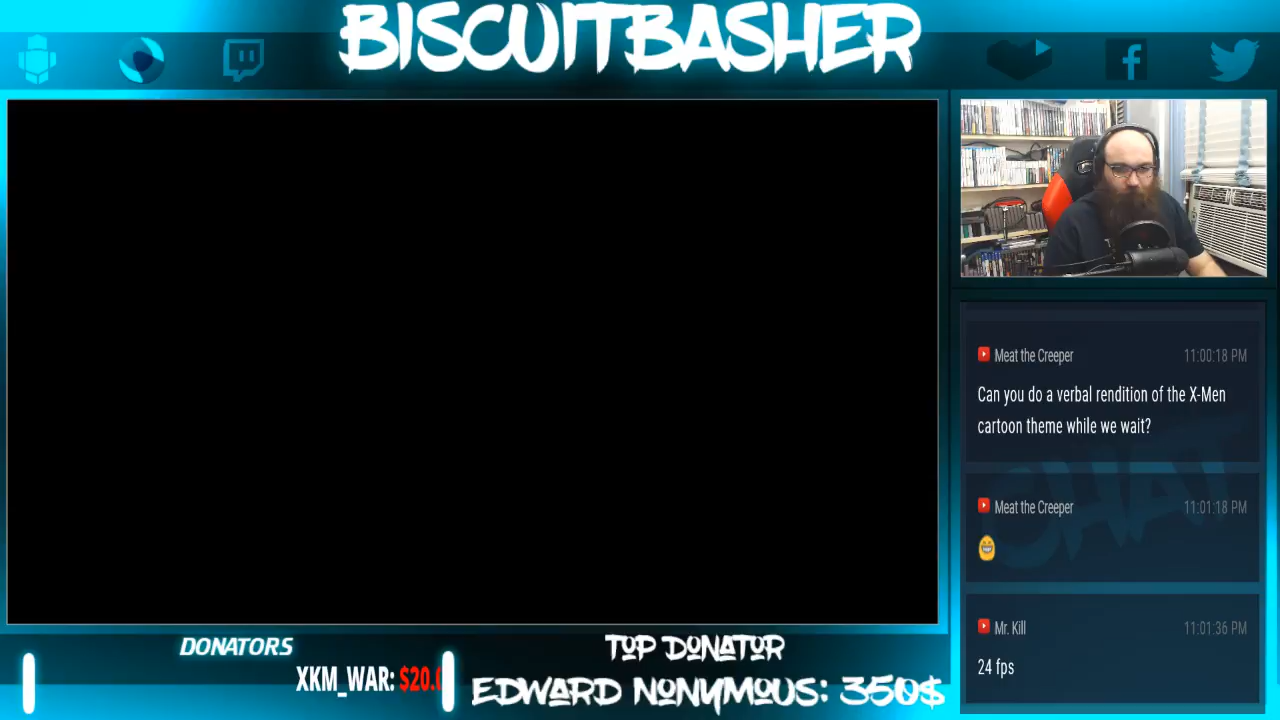 BISCUITBASHER
Meat the Creeper 11:00:18 PM
Can you do a verbal rendition of the X-Men
cartoon theme while we wait?
Meat the Creeper 11:01:18 PM
CHAT
Mr. Kill 11:01:36 PM
24 fps
DONATORS
XKM_WAR: $20.
TOP DONATOR
EDWARD NONYMOUS: 350$